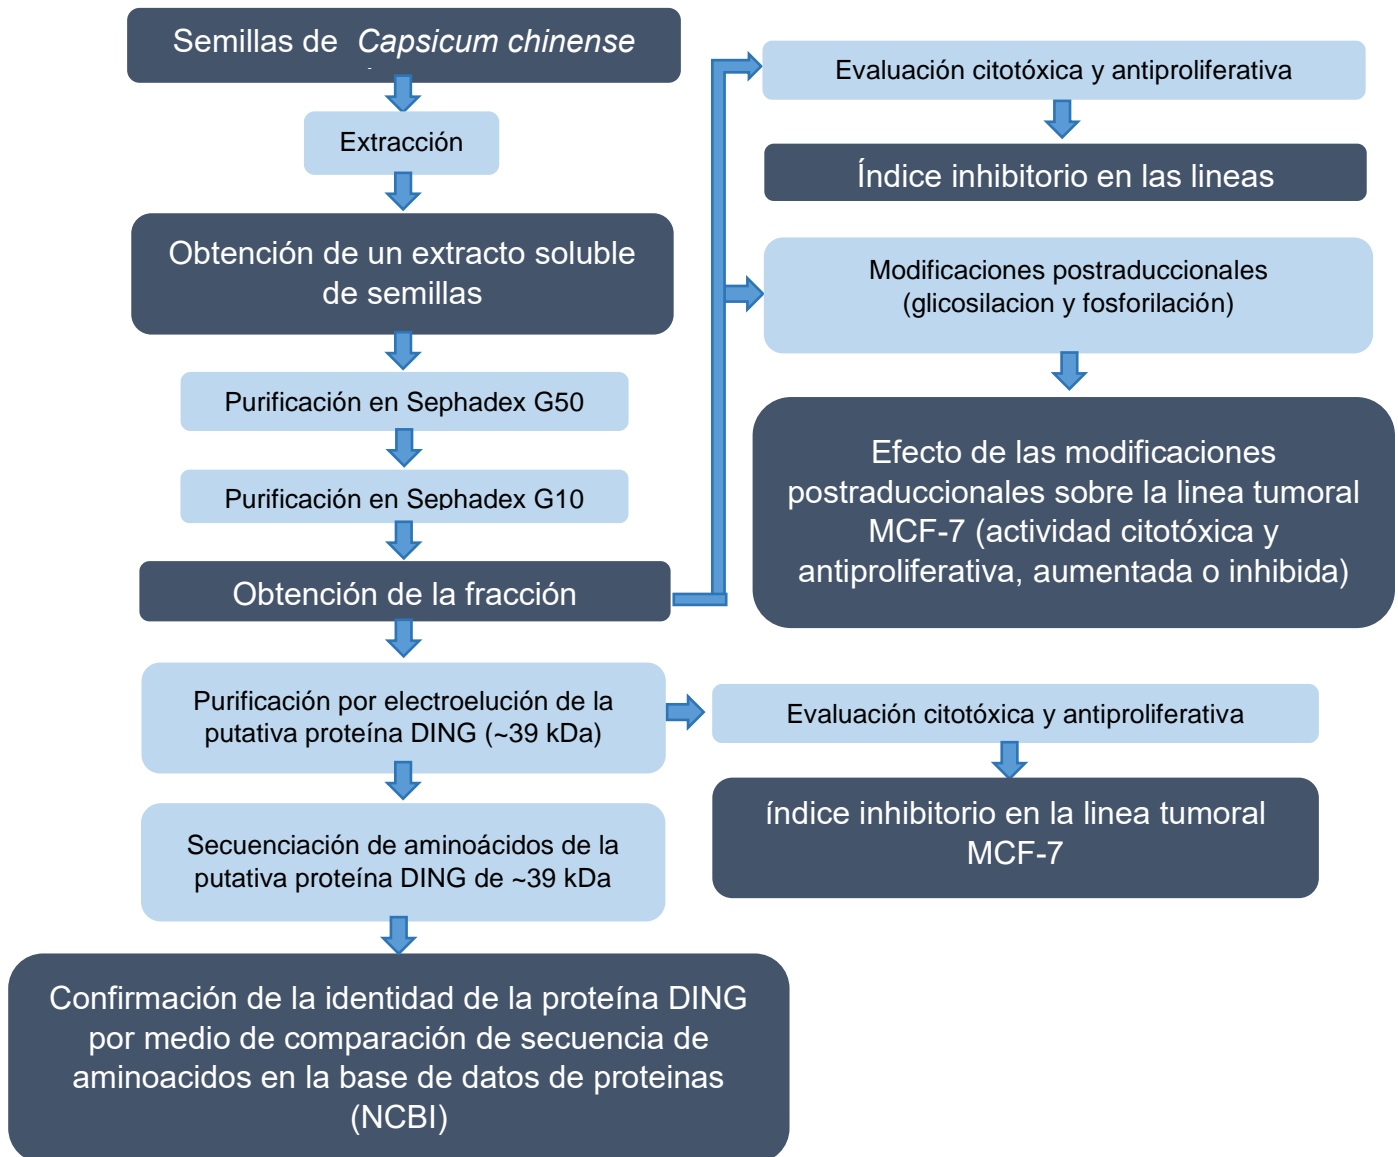 Semillas de Capsicum chinense
Extracción
Obtención de un extracto soluble
de semillas
Purificación en Sephadex G50
Purificación en Sephadex G10
Obtención de la fracción
Purificación por electroelución de la
putativa proteína DING (~39 kDa)
Secuenciación de aminoácidos de la
putativa proteína DING de ~39 kDa
Confirmación de la identidad de la proteína DING
por medio de comparación de secuencia de
aminoacidos en la base de datos de proteinas
(NCBI)
Evaluación citotóxica y antiproliferativa
Índice inhibitorio en las lineas
Modificaciones postraduccionales
(glicosilacion y fosforilación)
Efecto de las modificaciones
postraduccionales sobre la linea tumoral
MCF-7 (actividad citotóxica y
antiproliferativa, aumentada o inhibida)
Evaluación citotóxica y antiproliferativa
índice inhibitorio en la linea tumoral
MCF-7